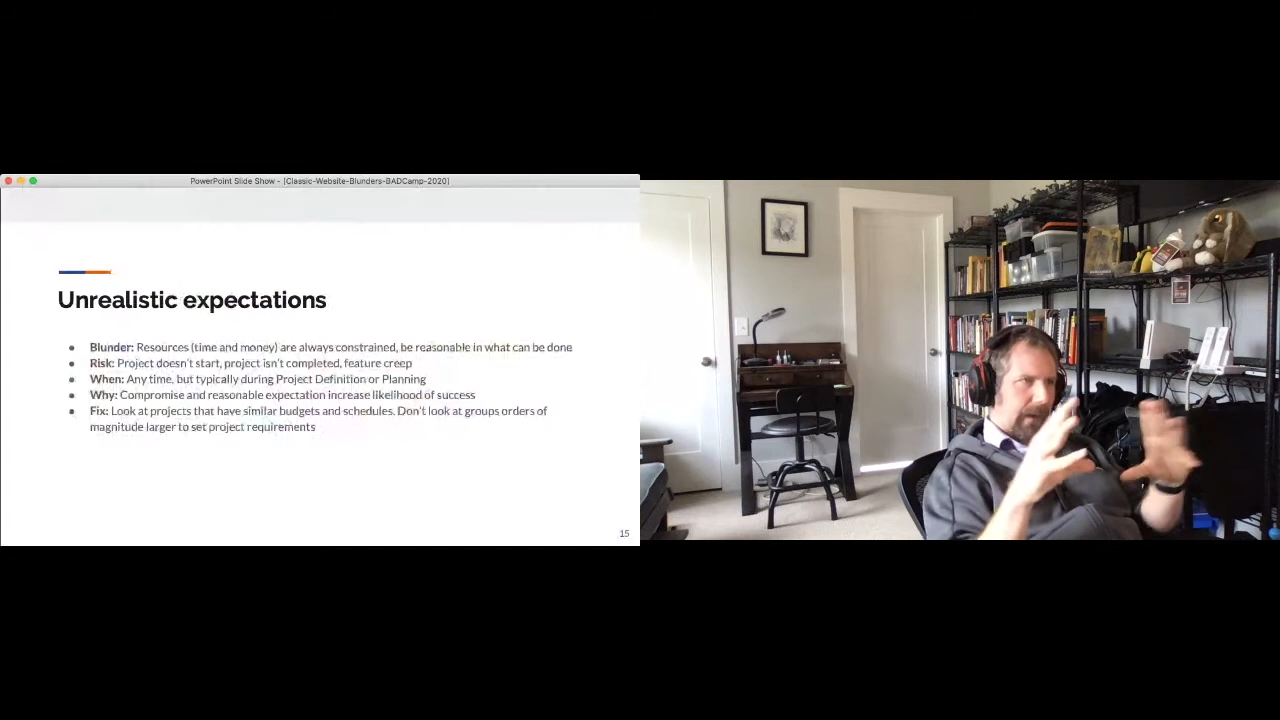 PowerPoint Slide Show - [Classic-Website-Blunders-BADCamp-2020]
Unrealistic expectations
● Blunder: Resources (time and money) are always constrained, be reasonable in what can be done
● Risk: Project doesn't start, project isn't completed, feature creep
● When: Any time, but typically during Project Definition or Planning
● Why: Compromise and reasonable expectation increase likelihood of success
● Fix: Look at projects that have similar budgets and schedules. Don't look at groups orders of
magnitude larger to set project requirements
15